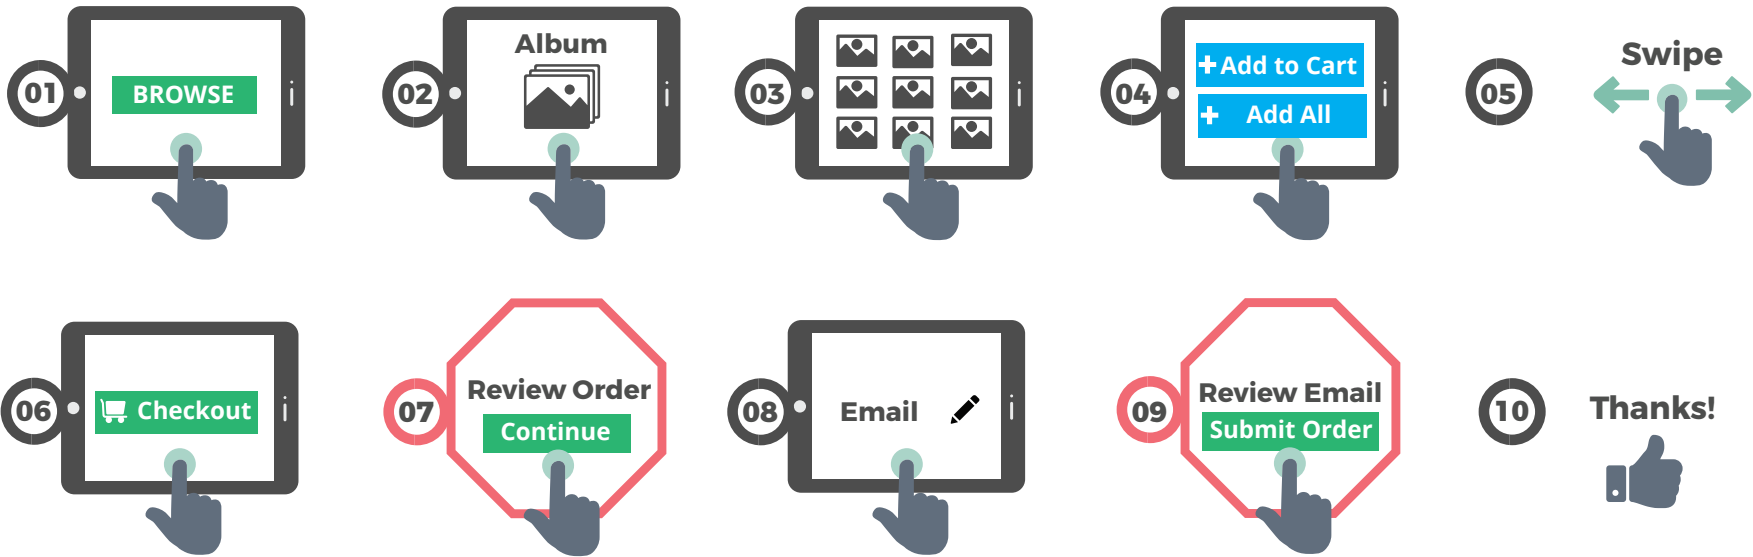 01
BROWSE
02
Album
03
04
+ Add to Cart
+ Add All
05
Swipe
06
Checkout
07
Review Order
Continue
08
Email
09
Review Email
Submit Order
10
Thanks!